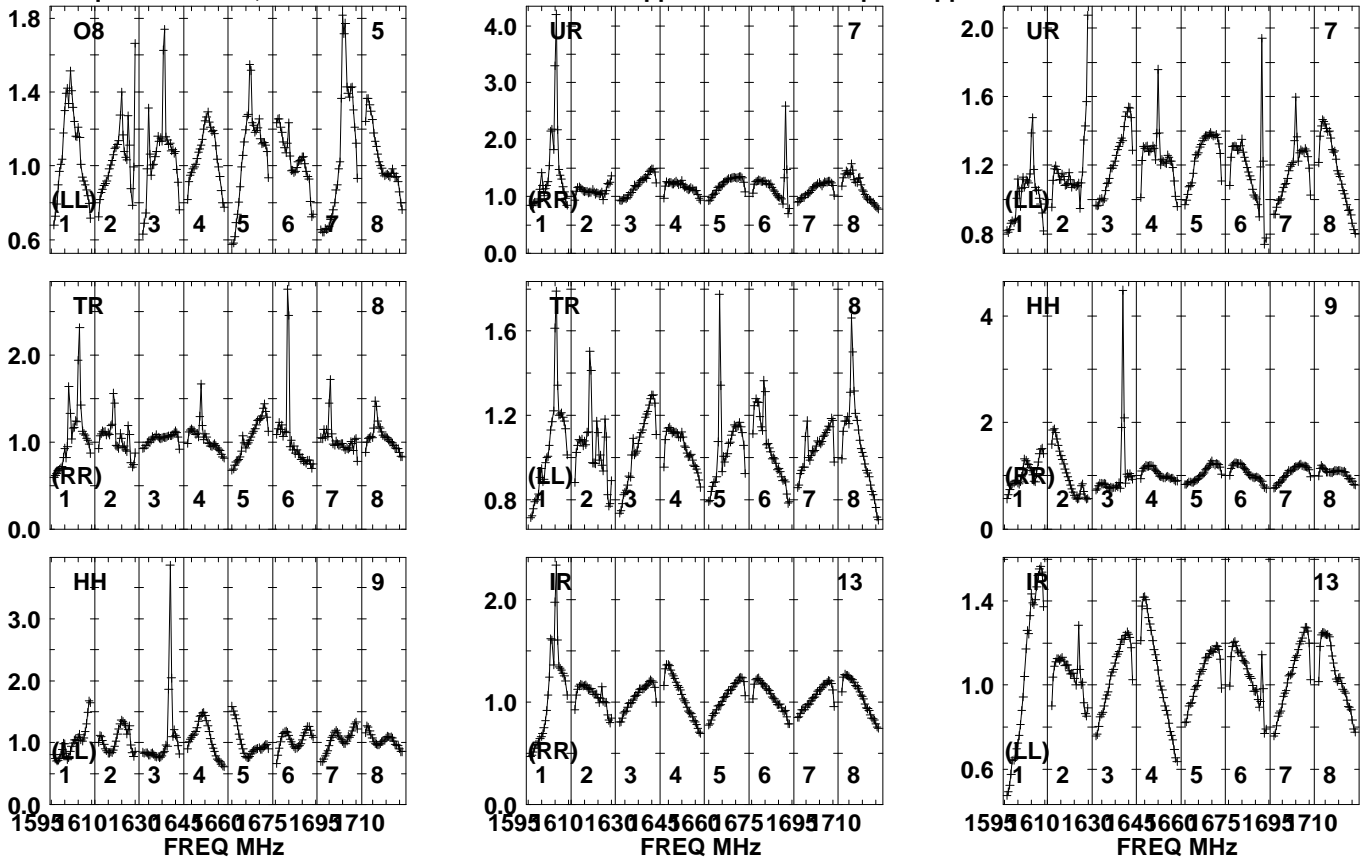 1.8 O8 5
1.4
1.0
(LL)
0.6 1 2 3 4 5 6 7 8
4.0 UR 7
3.0
2.0
1.0
(RR)
0.0 1 2 3 4 5 6 7 8
2.0 UR 7
1.6
1.2
(LL)
0.8 1 2 3 4 5 6 7 8
TR 8
2.0
1.0
(RR)
1 2 3 4 5 6 7 8
0.0
TR 8
1.6
1.2
(LL)
0.8 1 2 3 4 5 6 7 8
HH 9
4
2
(RR)
1 2 3 4 5 6 7 8
0
HH 9
3.0
2.0
1.0
(LL)
1 2 3 4 5 6 7 8
0.0
1595 1610 1630 1645 1660 1675 1695 1710
FREQ MHz
IR 13
2.0
1.0
(RR)
1 2 3 4 5 6 7 8
0.0
1595 1610 1630 1645 1660 1675 1695 1710
FREQ MHz
IR 13
1.4
1.0
(LL)
0.6 1 2 3 4 5 6 7 8
1595 1610 1630 1645 1660 1675 1695 1710
FREQ MHz